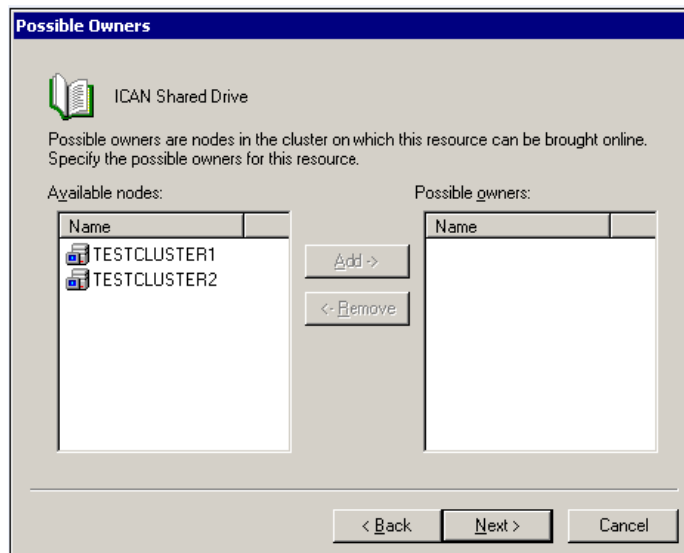 Possible Owners
ICAN Shared Drive
Possible owners are nodes in the cluster on which this resource can be brought online.
Specify the possible owners for this resource.
Available nodes:
Possible owners:
Name
Name
TESTCLUSTER1
TESTCLUSTER2
Add ->
<- Remove
< Back
Next >
Cancel